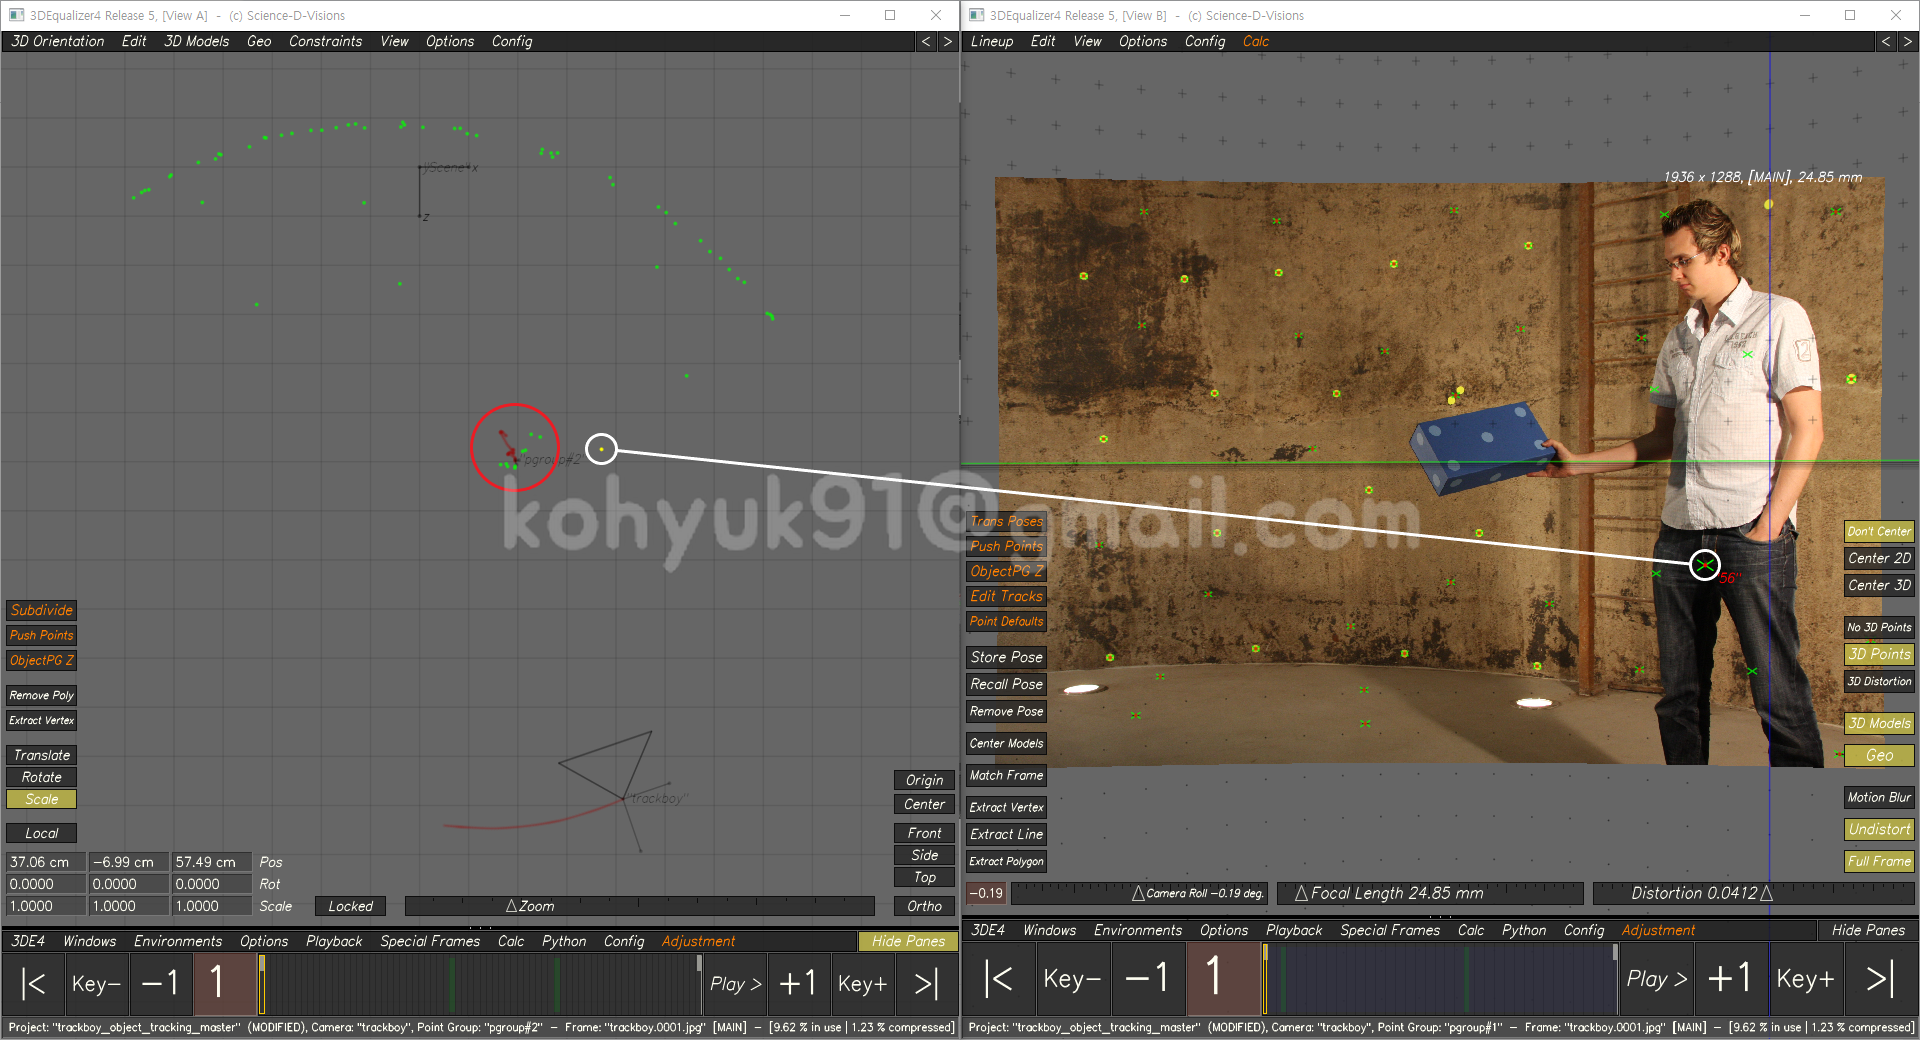 3DEqualizer4 Release 5, [View A]  -  (c) Science-D-Visions
3D Orientation Edit 3D Models Geo Constraints View Options Config < >
yScene" x
z
"pgroup#2"
"trackboy"
Subdivide
Push Points
ObjectPG Z
Remove Poly
Extract Vertex
Translate
Rotate
Scale
Local
37.06 cm -6.99 cm 57.49 cm Pos
0.0000 0.0000 0.0000 Rot
1.0000 1.0000 1.0000 Scale
Locked
Zoom
Origin
Center
Front
Side
Top
Ortho
3DE4 Windows Environments Options Playback Special Frames Calc Python Config Adjustment Hide Panes
|< Key- -1 1 Play > +1 Key+ >|
Project: "trackboy_object_tracking_master" (MODIFIED), Camera: "trackboy", Point Group: "pgroup#2" - Frame: "trackboy.0001.jpg" [MAIN] - [9.62 % in use | 1.23 % compressed]
3DEqualizer4 Release 5, [View B]  -  (c) Science-D-Visions
Lineup Edit View Options Config Calc < >
1936 x 1288, [MAIN], 24.85 mm
"56"
kohyuk91@gmail.com
Trans Poses
Push Points
ObjectPG Z
Edit Tracks
Point Defaults
Store Pose
Recall Pose
Remove Pose
Center Models
Match Frame
Extract Vertex
Extract Line
Extract Polygon
Don't Center
Center 2D
Center 3D
No 3D Points
3D Points
3D Distortion
3D Models
Geo
Motion Blur
Undistort
Full Frame
-0.19 Camera Roll -0.19 deg. Focal Length 24.85 mm Distortion 0.0412
3DE4 Windows Environments Options Playback Special Frames Calc Python Config Adjustment Hide Panes
|< Key- -1 1 Play > +1 Key+ >|
Project: "trackboy_object_tracking_master" (MODIFIED), Camera: "trackboy", Point Group: "pgroup#1" - Frame: "trackboy.0001.jpg" [MAIN] - [9.62 % in use | 1.23 % compressed]